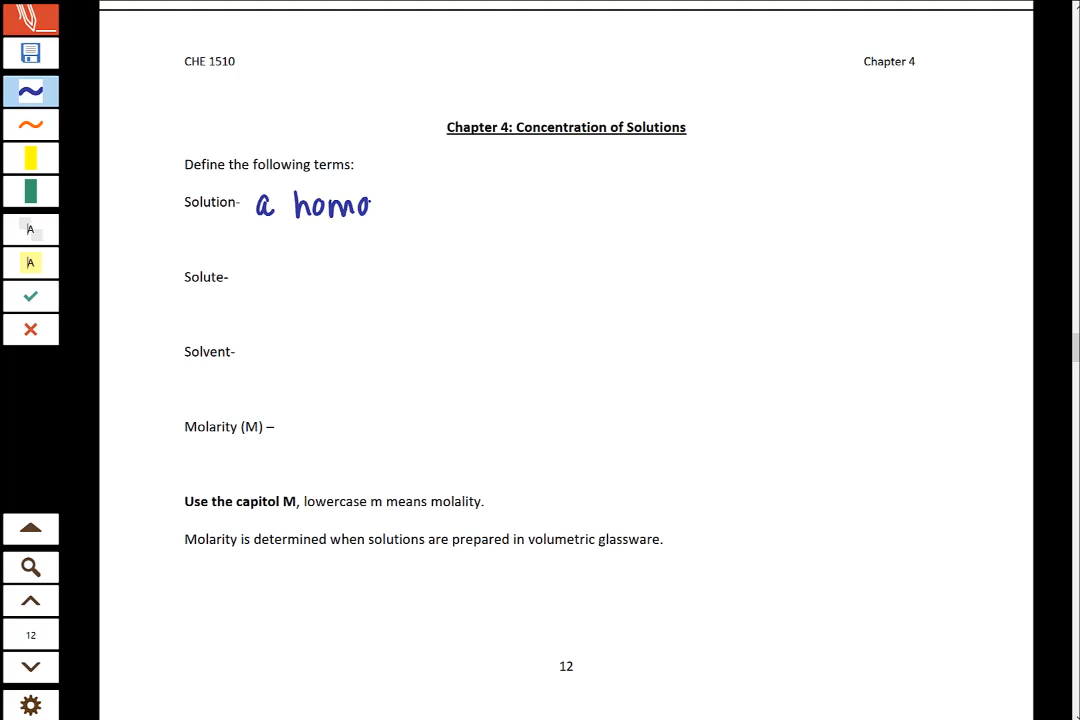 CHE 1510 Chapter 4
Chapter 4: Concentration of Solutions
Define the following terms:
Solution- a homo
Solute-
Solvent-
Molarity (M) –
Use the capitol M, lowercase m means molality.
Molarity is determined when solutions are prepared in volumetric glassware.
12
A
A
12